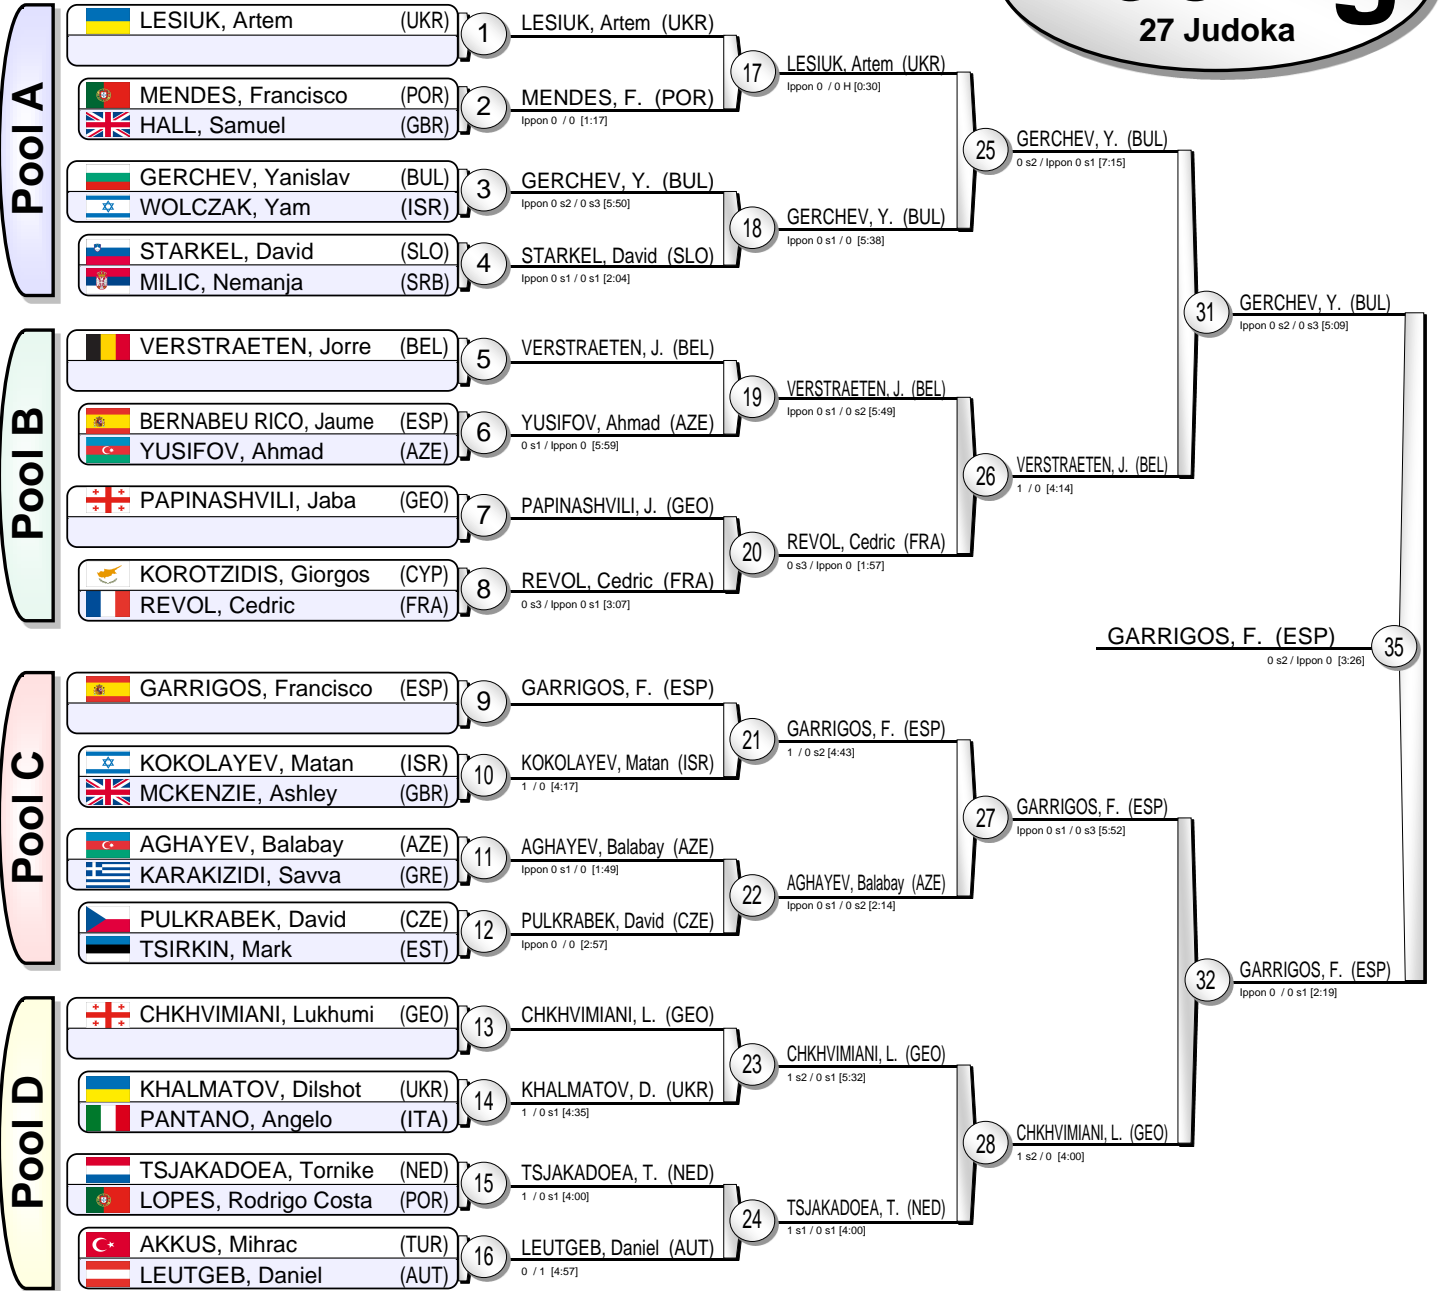 27 Judoka
Pool A
LESIUK, Artem (UKR)
MENDES, Francisco (POR)
HALL, Samuel (GBR)
GERCHEV, Yanislav (BUL)
WOLCZAK, Yam (ISR)
STARKEL, David (SLO)
MILIC, Nemanja (SRB)
Pool B
VERSTRAETEN, Jorre (BEL)
BERNABEU RICO, Jaume (ESP)
YUSIFOV, Ahmad (AZE)
PAPINASHVILI, Jaba (GEO)
KOROTZIDIS, Giorgos (CYP)
REVOL, Cedric (FRA)
Pool C
GARRIGOS, Francisco (ESP)
KOKOLAYEV, Matan (ISR)
MCKENZIE, Ashley (GBR)
AGHAYEV, Balabay (AZE)
KARAKIZIDI, Savva (GRE)
PULKRABEK, David (CZE)
TSIRKIN, Mark (EST)
Pool D
CHKHVIMIANI, Lukhumi (GEO)
KHALMATOV, Dilshot (UKR)
PANTANO, Angelo (ITA)
TSJAKADOEA, Tornike (NED)
LOPES, Rodrigo Costa (POR)
AKKUS, Mihrac (TUR)
LEUTGEB, Daniel (AUT)
1
LESIUK, Artem (UKR)
2
MENDES, F. (POR)
Ippon 0 / 0 [1:17]
3
GERCHEV, Y. (BUL)
Ippon 0 s2 / 0 s3 [5:50]
4
STARKEL, David (SLO)
Ippon 0 s1 / 0 s1 [2:04]
5
VERSTRAETEN, J. (BEL)
6
YUSIFOV, Ahmad (AZE)
0 s1 / Ippon 0 [5:59]
7
PAPINASHVILI, J. (GEO)
8
REVOL, Cedric (FRA)
0 s3 / Ippon 0 s1 [3:07]
9
GARRIGOS, F. (ESP)
10
KOKOLAYEV, Matan (ISR)
1 / 0 [4:17]
11
AGHAYEV, Balabay (AZE)
Ippon 0 s1 / 0 [1:49]
12
PULKRABEK, David (CZE)
Ippon 0 / 0 [2:57]
13
CHKHVIMIANI, L. (GEO)
14
KHALMATOV, D. (UKR)
1 / 0 s1 [4:35]
15
TSJAKADOEA, T. (NED)
1 / 0 s1 [4:00]
16
LEUTGEB, Daniel (AUT)
0 / 1 [4:57]
17
LESIUK, Artem (UKR)
Ippon 0 / 0 H [0:30]
18
GERCHEV, Y. (BUL)
Ippon 0 s1 / 0 [5:38]
19
VERSTRAETEN, J. (BEL)
Ippon 0 s1 / 0 s2 [5:49]
20
REVOL, Cedric (FRA)
0 s3 / Ippon 0 [1:57]
21
GARRIGOS, F. (ESP)
1 / 0 s2 [4:43]
22
AGHAYEV, Balabay (AZE)
Ippon 0 s1 / 0 s2 [2:14]
23
CHKHVIMIANI, L. (GEO)
1 s2 / 0 s1 [5:32]
24
TSJAKADOEA, T. (NED)
1 s1 / 0 s1 [4:00]
25
GERCHEV, Y. (BUL)
0 s2 / Ippon 0 s1 [7:15]
26
VERSTRAETEN, J. (BEL)
1 / 0 [4:14]
27
GARRIGOS, F. (ESP)
Ippon 0 s1 / 0 s3 [5:52]
28
CHKHVIMIANI, L. (GEO)
1 s2 / 0 [4:00]
31
GERCHEV, Y. (BUL)
Ippon 0 s2 / 0 s3 [5:09]
32
GARRIGOS, F. (ESP)
Ippon 0 / 0 s1 [2:19]
GARRIGOS, F. (ESP)
35
0 s2 / Ippon 0 [3:26]